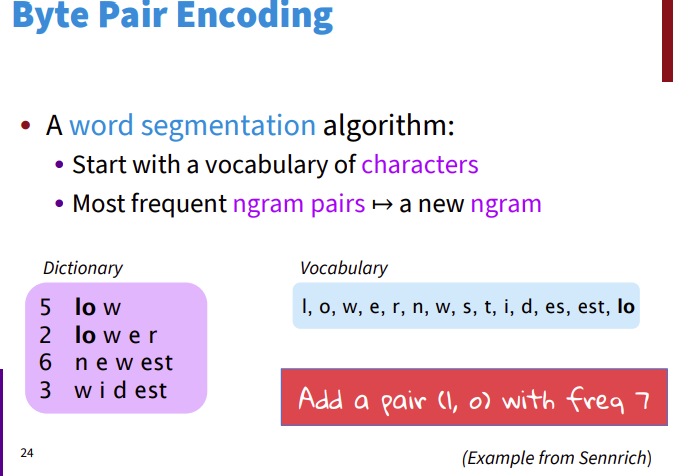 Byte Pair Encoding
• A word segmentation algorithm:
• Start with a vocabulary of characters
• Most frequent ngram pairs ↦ a new ngram
Dictionary
5 lo w
2 lo w e r
6 n e w est
3 w i d est
Vocabulary
l, o, w, e, r, n, w, s, t, i, d, es, est, lo
Add a pair (l, o) with freq 7
24
(Example from Sennrich)